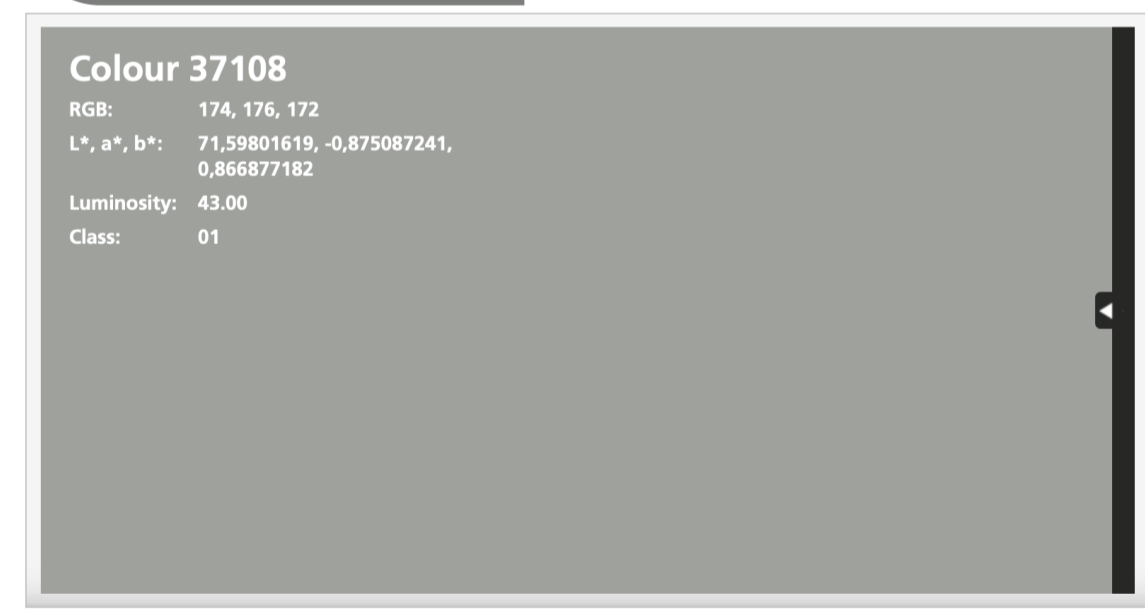 Colour 37108
RGB: 174, 176, 172
L*, a*, b*: 71,59801619, -0,875087241,
0,866877182
Luminosity: 43.00
Class: 01